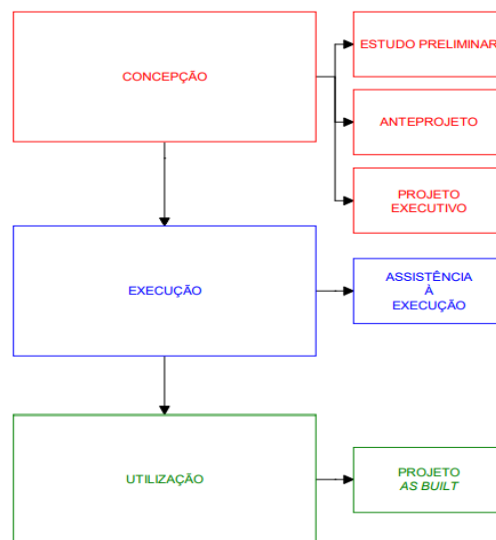 CONCEPÇÃO
ESTUDO PRELIMINAR
ANTEPROJETO
PROJETO
EXECUTIVO
EXECUÇÃO
ASSISTÊNCIA
À
EXECUÇÃO
UTILIZAÇÃO
PROJETO
AS BUILT